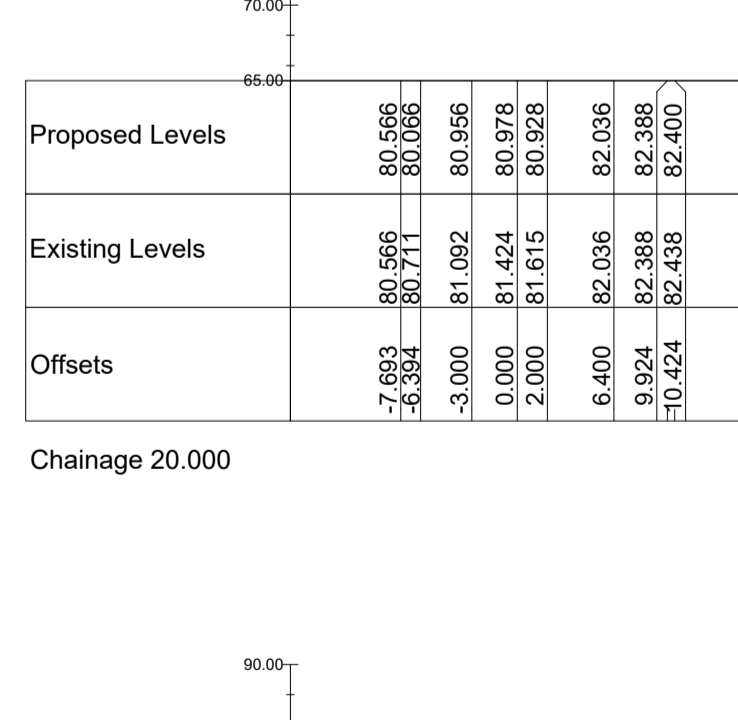 70.00
65.00
Proposed Levels 80.566 80.066 80.956 80.978 80.928 82.036 82.388 82.400
Existing Levels 80.566 80.711 81.092 81.424 81.615 82.036 82.388 82.438
Offsets -7.693 -6.394 -3.000 0.000 2.000 6.400 9.924 10.424
Chainage 20.000
90.00